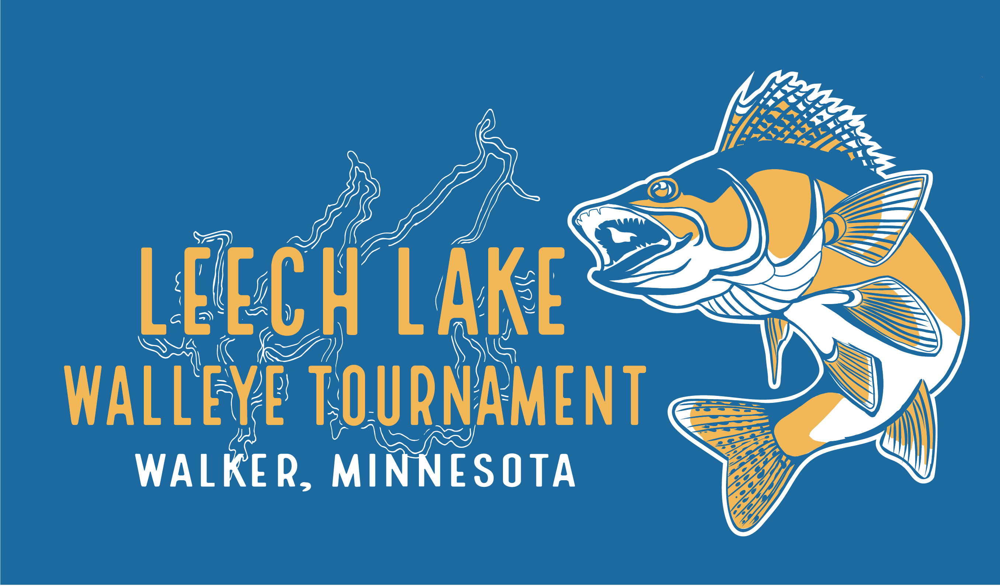 LEECH LAKE
WALLEYE TOURNAMENT
WALKER, MINNESOTA